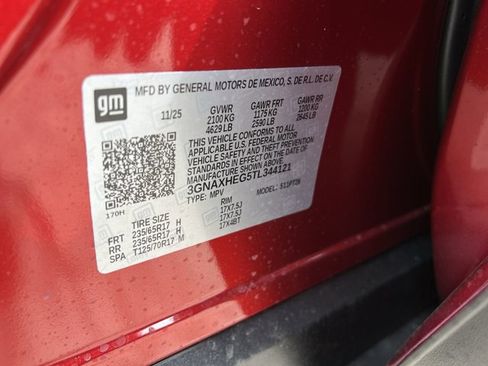 gm
MFD BY GENERAL MOTORS DE MEXICO, S. DE R.L. DE C.V.
11/25 GVWR GAWR FRT GAWR RR
2100 KG 1175 KG 1200 KG
4629 LB 2590 LB 2645 LB
THIS VEHICLE CONFORMS TO ALL
APPLICABLE U.S. FEDERAL MOTOR
VEHICLE SAFETY AND THEFT PREVENTION
STANDARDS IN EFFECT ON THE DATE OF
MANUFACTURE SHOWN ABOVE.
3GNAXHEG5TL344121
TYPE: MPV MODEL:
170H
TIRE SIZE RIM
FRT 235/65R17 H 17X7.5J
RR 235/65R17 H 17X7.5J
SPA T125/70R17 M 17X4BT